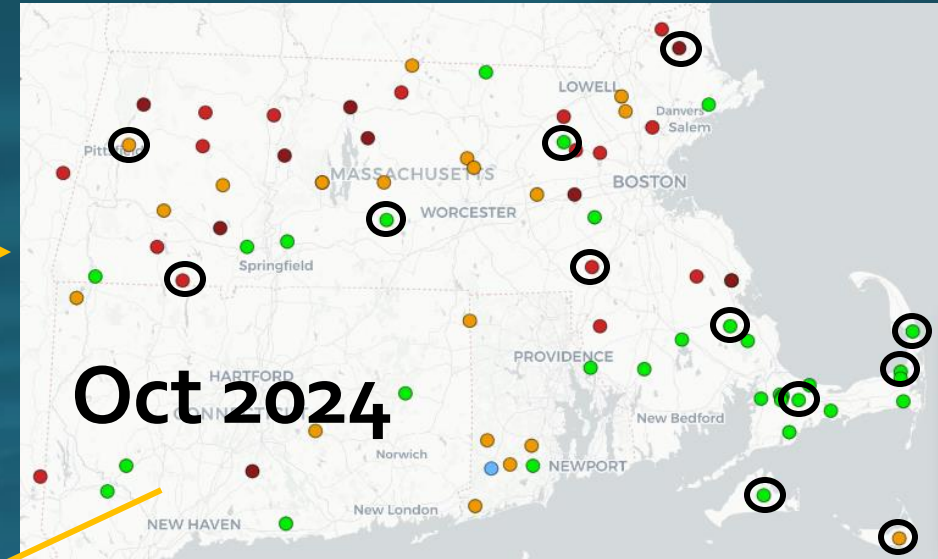 LOWELL
Danvers
Salem
Pittsfield
MASSACHUSETTS
BOSTON
WORCESTER
Springfield
PROVIDENCE
HARTFORD
Oct 2024
CONNECTICUT
New Bedford
Norwich
NEWPORT
New London
NEW HAVEN